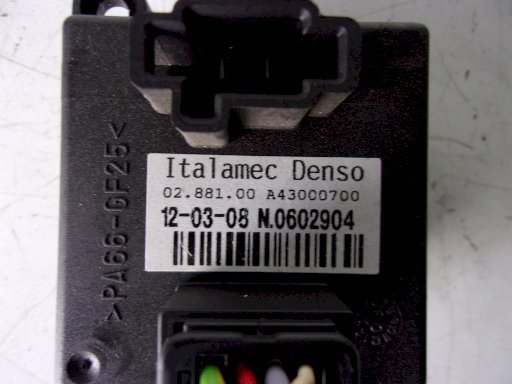 Italamec Denso
02.881.00 A43000700
12-03-08 N.0602904
>PA66-GF25<